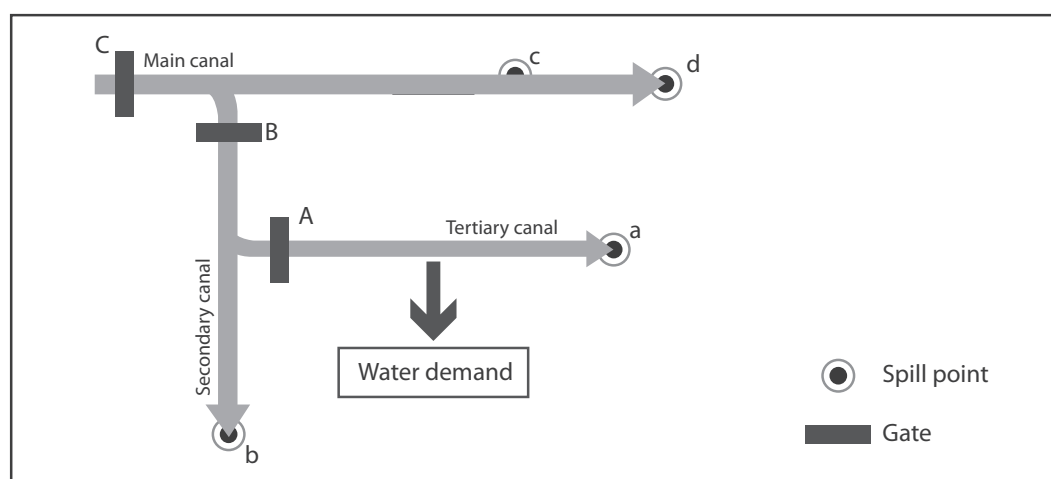 C
Main canal
c
d
B
A
Tertiary canal
a
Secondary canal
Water demand
Spill point
Gate
b